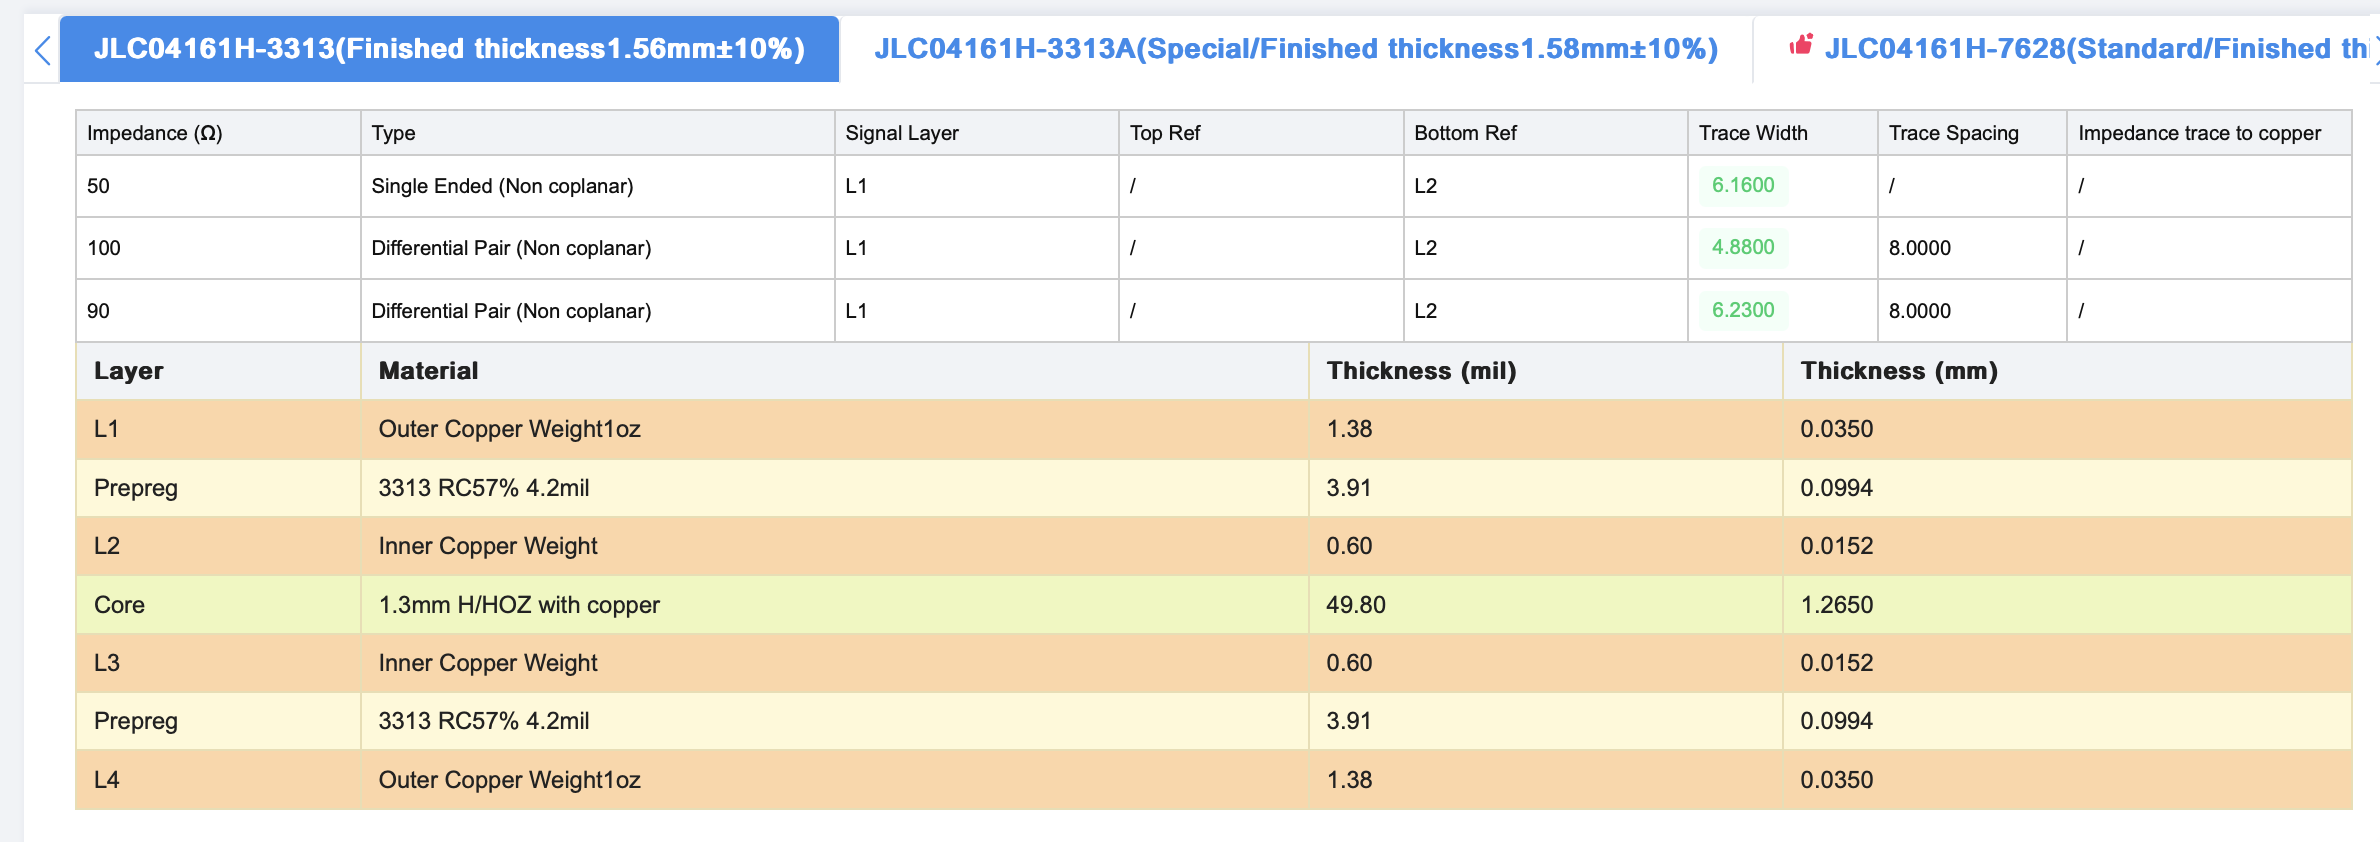 JLC04161H-3313(Finished thickness1.56mm±10%) JLC04161H-3313A(Special/Finished thickness1.58mm±10%) JLC04161H-7628(Standard/Finished
Impedance (Ω) Type Signal Layer Top Ref Bottom Ref Trace Width Trace Spacing Impedance trace to copper
50 Single Ended (Non coplanar) L1 / L2 6.1600 / /
100 Differential Pair (Non coplanar) L1 / L2 4.8800 8.0000 /
90 Differential Pair (Non coplanar) L1 / L2 6.2300 8.0000 /
Layer Material Thickness (mil) Thickness (mm)
L1 Outer Copper Weight1oz 1.38 0.0350
Prepreg 3313 RC57% 4.2mil 3.91 0.0994
L2 Inner Copper Weight 0.60 0.0152
Core 1.3mm H/HOZ with copper 49.80 1.2650
L3 Inner Copper Weight 0.60 0.0152
Prepreg 3313 RC57% 4.2mil 3.91 0.0994
L4 Outer Copper Weight1oz 1.38 0.0350